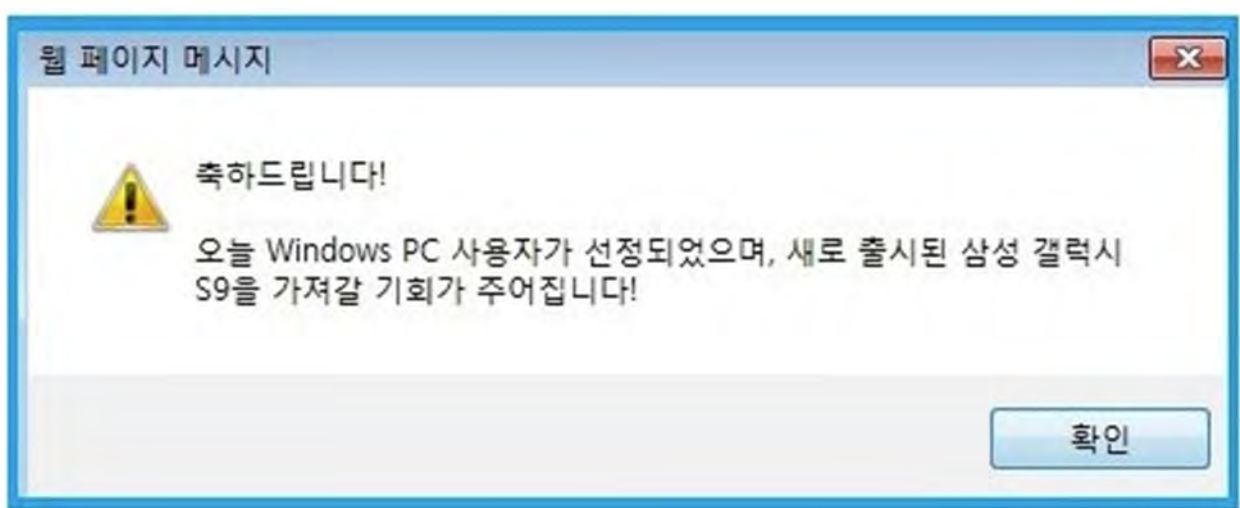 웹 페이지 메시지
축하드립니다!
오늘 Windows PC 사용자가 선정되었으며, 새로 출시된 삼성 갤럭시
S9을 가져갈 기회가 주어집니다!
확인